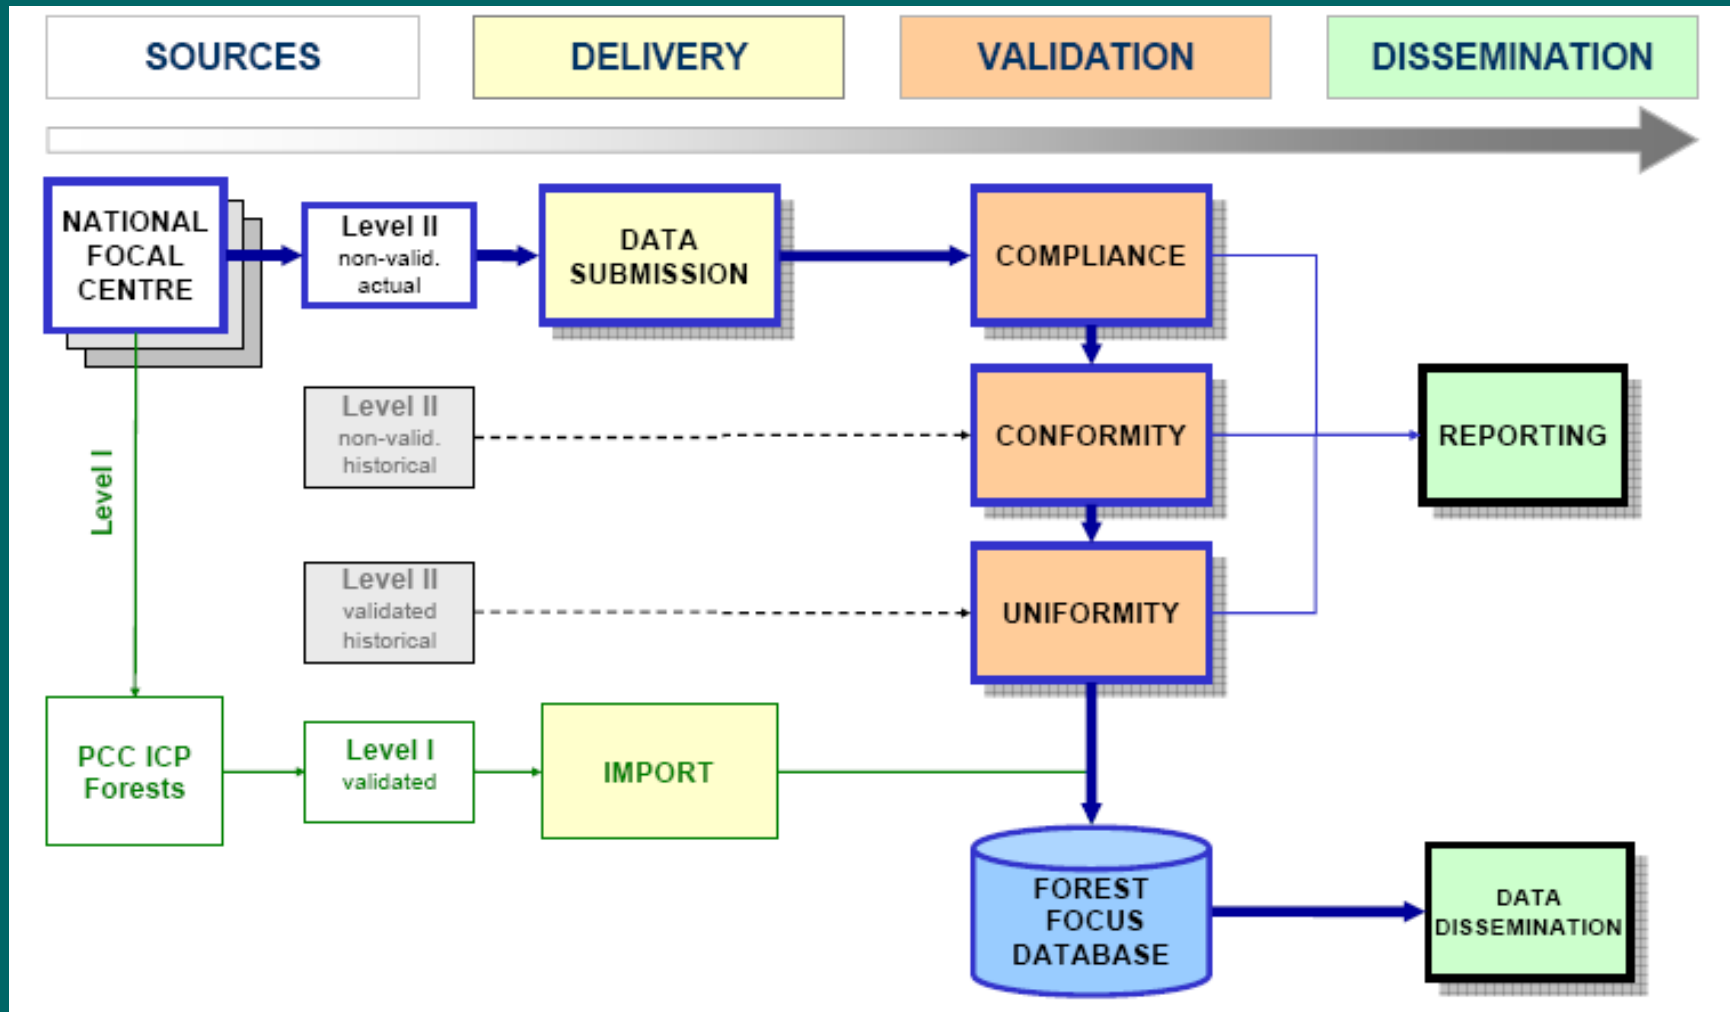 SOURCES
DELIVERY
VALIDATION
DISSEMINATION
NATIONAL
FOCAL
CENTRE
Level II
non-valid.
actual
DATA
SUBMISSION
COMPLIANCE
Level II
non-valid.
historical
CONFORMITY
REPORTING
Level I
Level II
validated
historical
UNIFORMITY
PCC ICP
Forests
Level I
validated
IMPORT
FOREST
FOCUS
DATABASE
DATA
DISSEMINATION